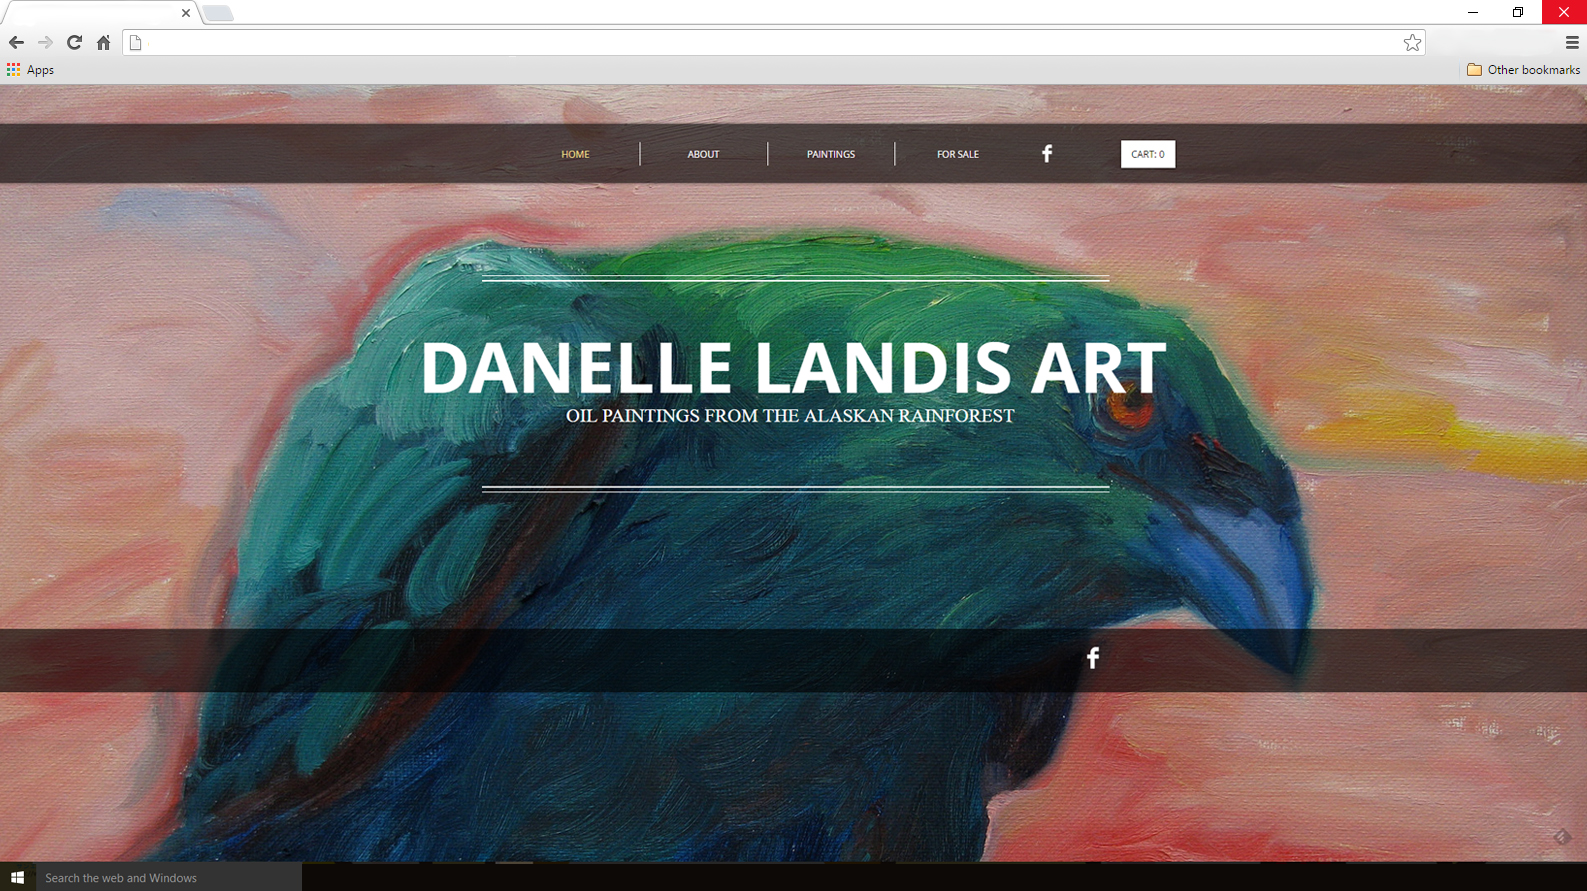 Apps
Other bookmarks
HOME
ABOUT
PAINTINGS
FOR SALE
CART: 0
DANELLE LANDIS ART
OIL PAINTINGS FROM THE ALASKAN RAINFOREST
Search the web and Windows